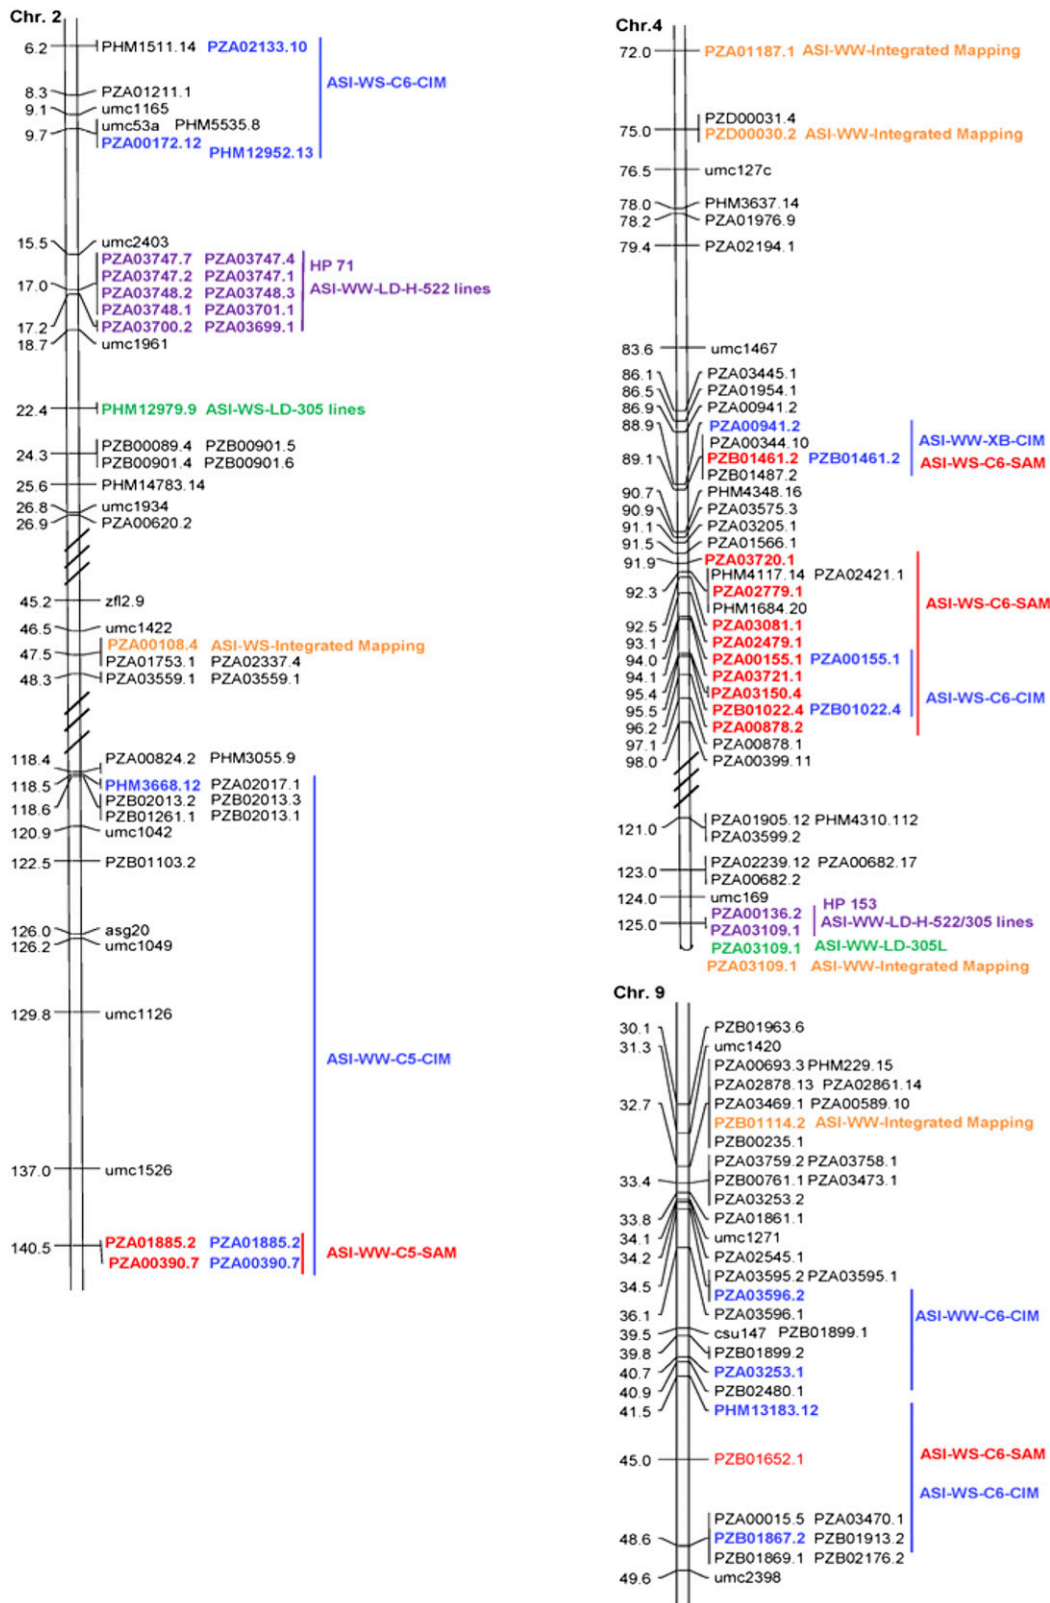 Chr. 2
6.2 PHM1511.14 PZA02133.10
ASI-WS-C6-CIM
8.3 PZA01211.1
9.1 umc1165
9.7 umc53a PHM5535.8
PZA00172.12 PHM12952.13
15.5 umc2403
PZA03747.7 PZA03747.4
HP 71
17.0 PZA03747.2 PZA03747.1
PZA03748.2 PZA03748.3
ASI-WW-LD-H-522 lines
PZA03748.1 PZA03701.1
17.2 PZA03700.2 PZA03699.1
18.7 umc1961
22.4 PHM12979.9 ASI-WS-LD-305 lines
24.3 PZB00089.4 PZB00901.5
PZB00901.4 PZB00901.6
25.6 PHM14783.14
26.8 umc1934
26.9 PZA00620.2
45.2 zfl2.9
46.5 umc1422
PZA00108.4 ASI-WS-Integrated Mapping
47.5 PZA01753.1 PZA02337.4
48.3 PZA03559.1 PZA03559.1
118.4 PZA00824.2 PHM3055.9
118.5 PHM3668.12 PZA02017.1
118.6 PZB02013.2 PZB02013.3
PZB01261.1 PZB02013.1
120.9 umc1042
122.5 PZB01103.2
126.0 asg20
126.2 umc1049
129.8 umc1126
ASI-WW-C5-CIM
137.0 umc1526
140.5 PZA01885.2 PZA01885.2
PZA00390.7 PZA00390.7
ASI-WW-C5-SAM
Chr.4
72.0 PZA01187.1 ASI-WW-Integrated Mapping
PZD00031.4
75.0 PZD00030.2 ASI-WW-Integrated Mapping
76.5 umc127c
78.0 PHM3637.14
78.2 PZA01976.9
79.4 PZA02194.1
83.6 umc1467
86.1 PZA03445.1
86.5 PZA01954.1
86.9 PZA00941.2
88.9 PZA00941.2
ASI-WW-XB-CIM
PZA00344.10
89.1 PZB01461.2 PZB01461.2
ASI-WS-C6-SAM
PZB01487.2
90.7 PHM4348.16
90.9 PZA03575.3
91.1 PZA03205.1
91.5 PZA01566.1
91.9 PZA03720.1
PHM4117.14 PZA02421.1
92.3 PZA02779.1
ASI-WS-C6-SAM
PHM1684.20
92.5 PZA03081.1
93.1 PZA02479.1
94.0 PZA00155.1 PZA00155.1
94.1 PZA03721.1
95.4 PZA03150.4
ASI-WS-C6-CIM
95.5 PZB01022.4 PZB01022.4
96.2 PZA00878.2
97.1 PZA00878.1
98.0 PZA00399.11
121.0 PZA01905.12 PHM4310.112
PZA03599.2
123.0 PZA02239.12 PZA00682.17
PZA00682.2
124.0 umc169
HP 153
125.0 PZA00136.2
PZA03109.1
ASI-WW-LD-H-522/305 lines
PZA03109.1 ASI-WW-LD-305L
PZA03109.1 ASI-WW-Integrated Mapping
Chr. 9
30.1 PZB01963.6
31.3 umc1420
PZA00693.3 PHM229.15
PZA02878.13 PZA02861.14
32.7 PZA03469.1 PZA00589.10
PZB01114.2 ASI-WW-Integrated Mapping
PZB00235.1
PZA03759.2 PZA03758.1
33.4 PZB00761.1 PZA03473.1
PZA03253.2
33.8 PZA01861.1
34.1 umc1271
34.2 PZA02545.1
PZA03595.2 PZA03595.1
34.5 PZA03596.2
36.1 PZA03596.1
ASI-WW-C6-CIM
39.5 csu147 PZB01899.1
39.8 PZB01899.2
40.7 PZA03253.1
40.9 PZB02480.1
41.5 PHM13183.12
45.0 PZB01652.1
ASI-WS-C6-SAM
ASI-WS-C6-CIM
PZA00015.5 PZA03470.1
48.6 PZB01867.2 PZB01913.2
PZB01869.1 PZB02176.2
49.6 umc2398